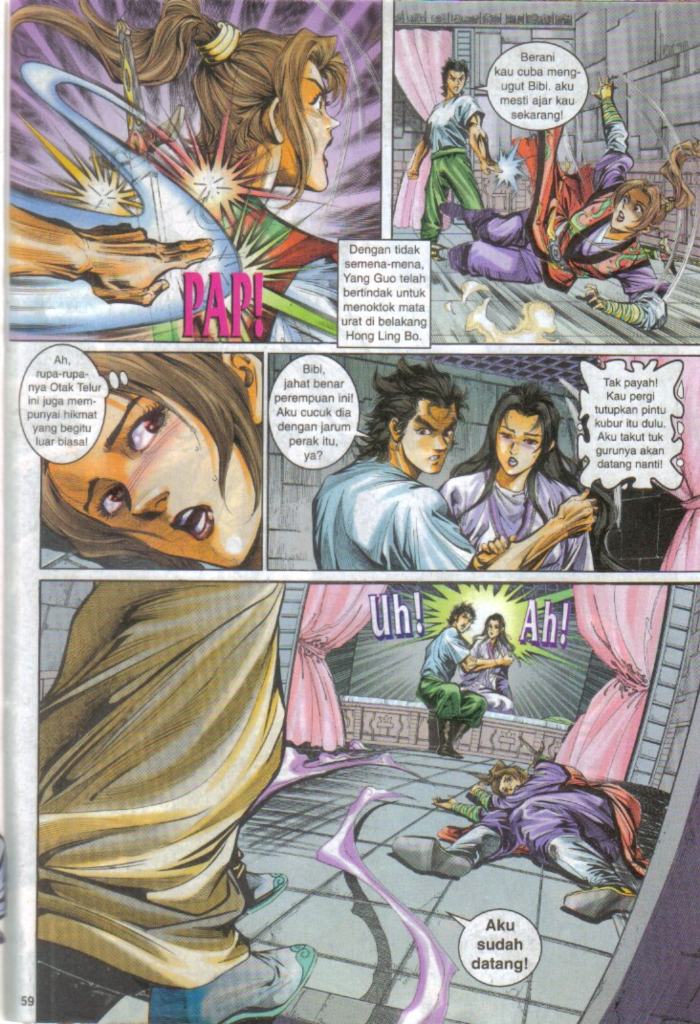 PAP!
Berani
kau cuba meng-
ugut Bibi. aku
mesti ajar kau
sekarang!
Dengan tidak
semena-mena,
Yang Guo telah
bertindak untuk
menoktok mata
urat di belakang
Hong Ling Bo.
Ah,
rupa-rupa-
nya Otak Telur
ini juga mem-
punyai hikmat
yang begitu
luar biasa!
Bibi,
jahat benar
perempuan ini!
Aku cucuk dia
dengan jarum
perak itu,
ya?
Tak payah!
Kau pergi
tutupkan pintu
kubur itu dulu.
Aku takut tuk
gurunya akan
datang nanti!
Uh!
Ah!
Aku
sudah
datang!
59